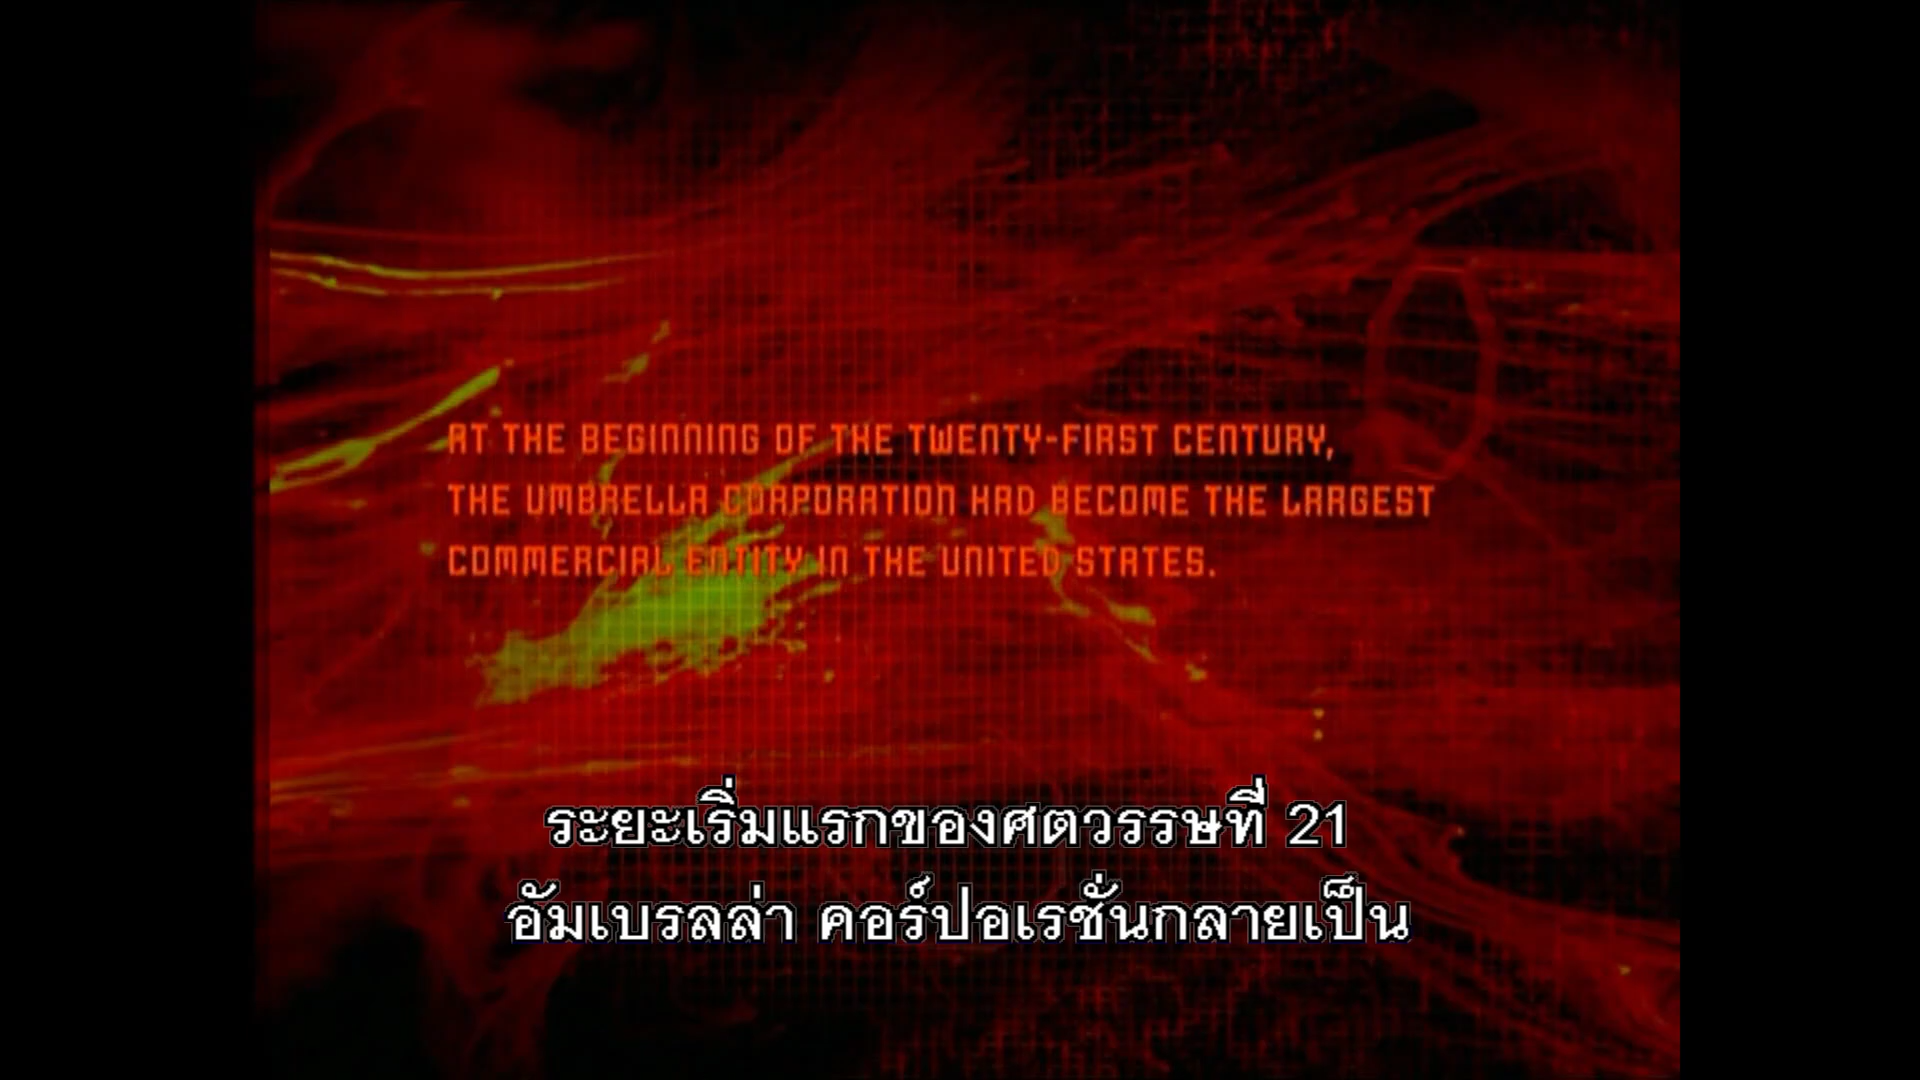 AT THE BEGINNING OF THE TWENTY-FIRST CENTURY,
THE UMBRELLA CORPORATION HAD BECOME THE LARGEST
COMMERCIAL ENTITY IN THE UNITED STATES.
ระยะเริ่มแรกของศตวรรษที่ 21
อัมเบรลล่า คอร์ปอเรชั่นกลายเป็น